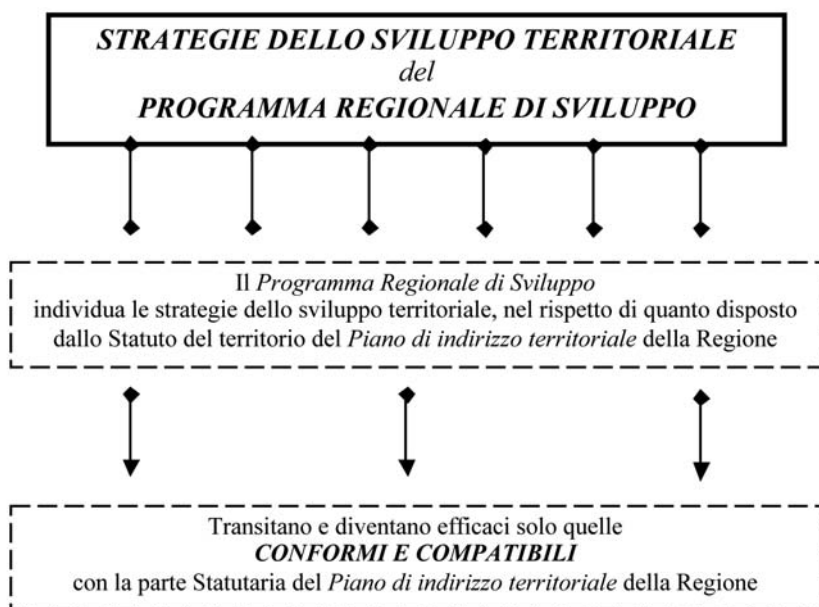 STRATEGIE DELLO SVILUPPO TERRITORIALE
del
PROGRAMMA REGIONALE DI SVILUPPO
Il Programma Regionale di Sviluppo
individua le strategie dello sviluppo territoriale, nel rispetto di quanto disposto
dallo Statuto del territorio del Piano di indirizzo territoriale della Regione
Transitano e diventano efficaci solo quelle
CONFORMI E COMPATIBILI
con la parte Statutaria del Piano di indirizzo territoriale della Regione